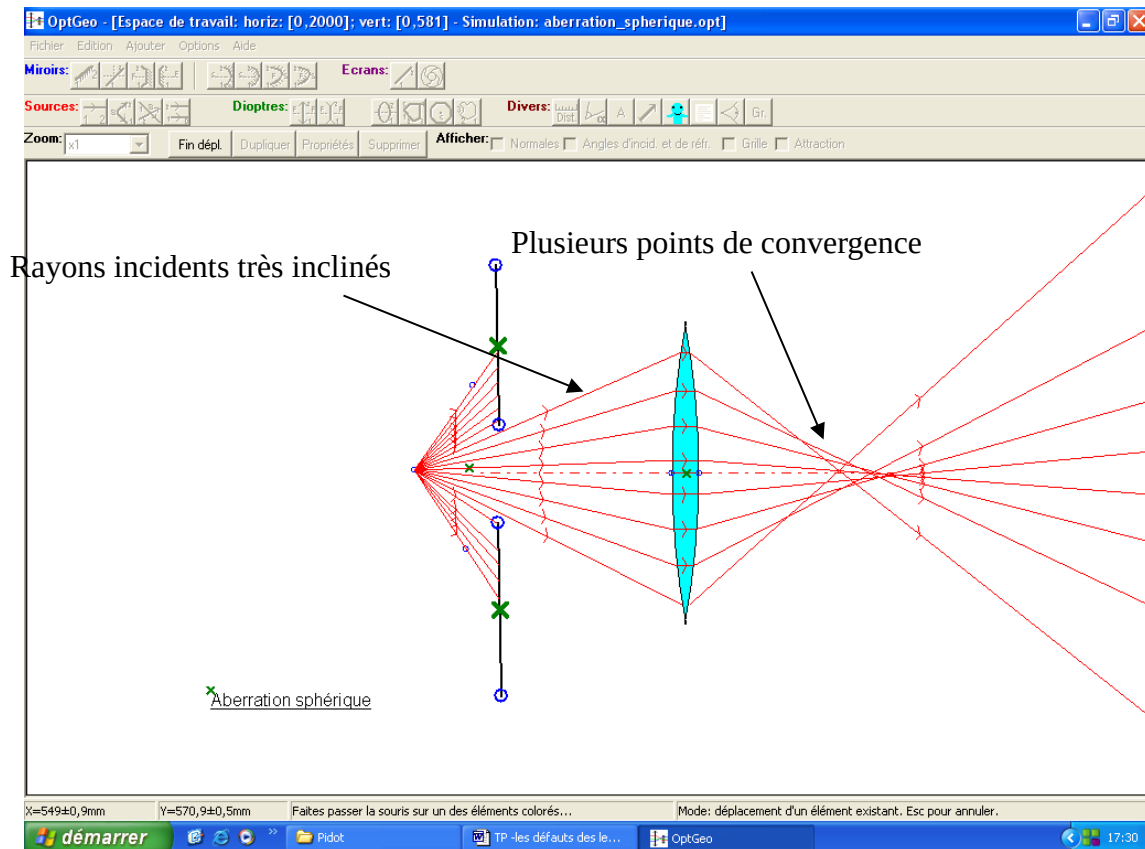 OptGeo - [Espace de travail: horiz: [0,2000]; vert: [0,581] - Simulation: aberration_spherique.opt]
Fichier Edition Ajouter Options Aide
Miroirs: Ecrans:
Sources: Dioptres: Divers: Dist. A Gr.
Zoom: x1 Fin dépl. Dupliquer Propriétés Supprimer Afficher: Normales Angles d'incid. et de réfr. Grille Attraction
Plusieurs points de convergence
Rayons incidents très inclinés
Aberration sphérique
X=549±0,9mm Y=570,9±0,5mm Faites passer la souris sur un des éléments colorés... Mode: déplacement d'un élément existant. Esc pour annuler.
démarrer » Pidot TP -les défauts des le... OptGeo 17:30